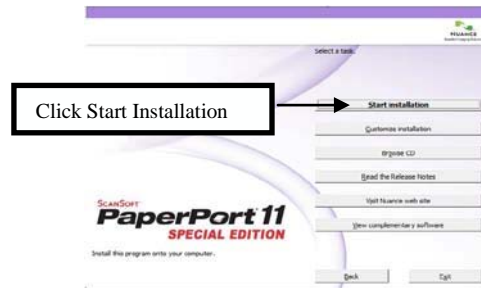 NUANCE
Select a task.
Click Start Installation
Start installation
Customize installation
Browse CD
Read the Release Notes
Visit Nuance web site
View complementary software
SCANSOFT
PaperPort 11
SPECIAL EDITION
Install this program onto your computer.
Back
Exit